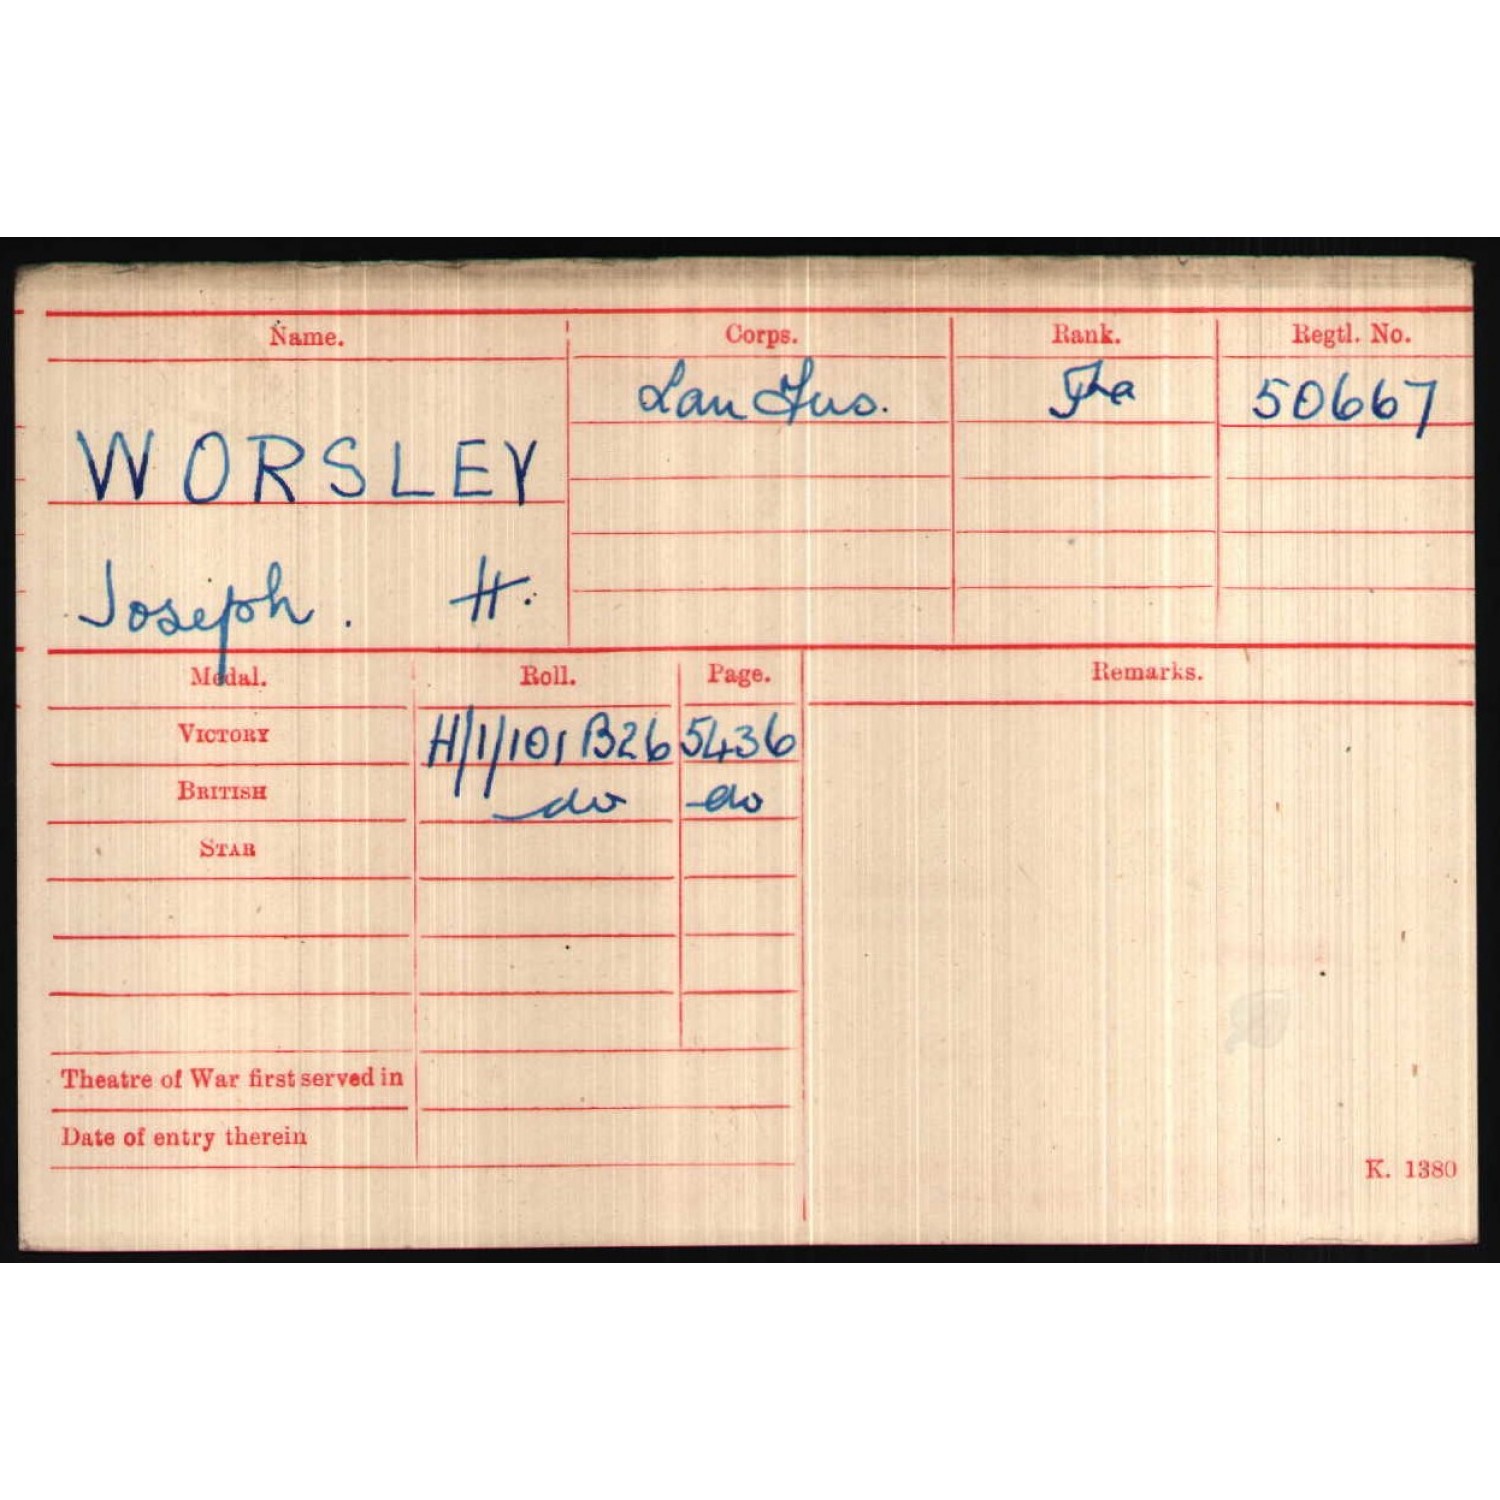 Name. Corps. Rank. Regtl. No.
Lan Fus. 50667
WORSLEY
Joseph. H.
Medal. Roll. Page. Remarks.
VICTORY H/1/101 B26 5436
BRITISH do do
STAR
Theatre of War first served in
Date of entry therein
K. 1380